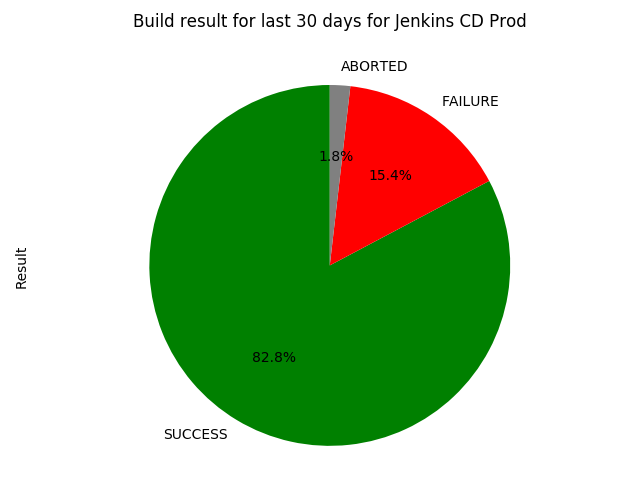 Build result for last 30 days for Jenkins CD Prod
ABORTED
FAILURE
1.8%
15.4%
Result
82.8%
SUCCESS